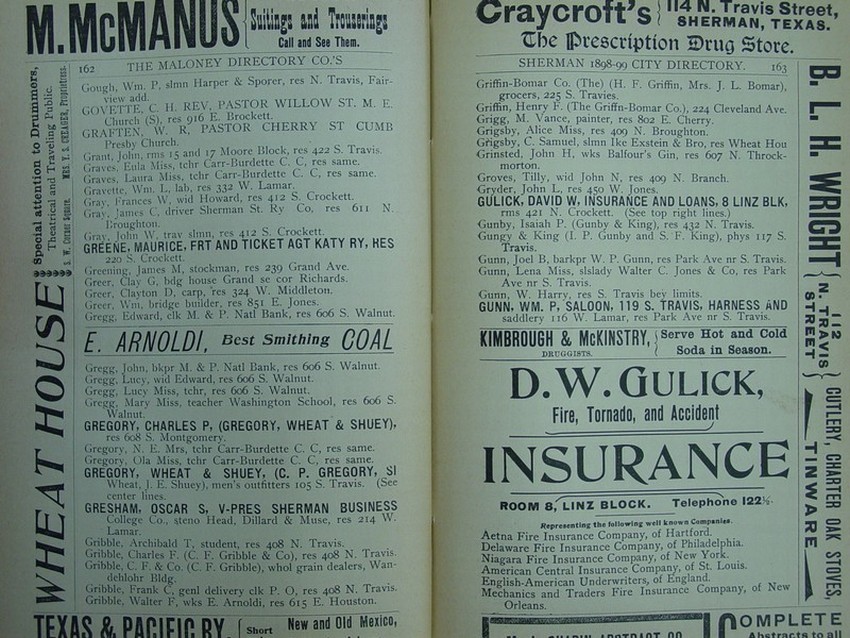 M. McMANUS { Suitings and Trouserings
Call and See Them.
162 THE MALONEY DIRECTORY CO.'S
Gough, Wm. P, slmn Harper & Sporer, res N. Travis, Fair-
view add.
GOVETTE, C. H. REV, PASTOR WILLOW ST. M. E.
Church (S), res 916 E. Brockett.
GRAFTEN, W. R, PASTOR CHERRY ST CUMB
Presby Church.
Grant, John, rms 15 and 17 Moore Block, res 422 S. Travis.
Graves, Eula Miss, tchr Carr-Burdette C. C, res same.
Graves, Laura Miss, tchr Carr-Burdette C. C, res same.
Gravette, Wm. L, lab, res 332 W. Lamar.
Gray, Frances W, wid Howard, res 412 S. Crockett.
Gray, James C, driver Sherman St. Ry Co, res 611 N.
Broughton.
Gray, John W, trav slmn, res 412 S. Crockett.
GREENE, MAURICE, FRT AND TICKET AGT KATY RY, RES
220 S. Crockett.
Greening, James M, stockman, res 239 Grand Ave.
Greer, Clay G, bdg house Grand se cor Richards.
Greer, Clayton D, carp, res 324 W. Middleton.
Greer, Wm, bridge builder, res 851 E. Jones.
Gregg, Edward, clk M. & P. Natl Bank, res 606 S. Walnut.
E. ARNOLDI, Best Smithing COAL
Gregg, John, bkpr M. & P. Natl Bank, res 606 S. Walnut.
Gregg, Lucy, wid Edward, res 606 S. Walnut.
Gregg, Lucy Miss, tchr, res 606 S. Walnut.
Gregg, Mary Miss, teacher Washington School, res 606 S.
Walnut.
GREGORY, CHARLES P, (GREGORY, WHEAT & SHUEY),
res 608 S. Montgomery.
Gregory, N. E. Mrs, tchr Carr-Burdette C. C, res same.
Gregory, Ola Miss, tchr Carr-Burdette C. C, res same.
GREGORY, WHEAT & SHUEY, (C. P. GREGORY, SI
Wheat, J. E. Shuey), men's outfitters 105 S. Travis. (See
center lines.
GRESHAM, OSCAR S, V-PRES SHERMAN BUSINESS
College Co., steno Head, Dillard & Muse, res 214 W.
Lamar.
Gribble, Archibald T, student, res 408 N. Travis.
Gribble, Charles F. (C. F. Gribble & Co), res 408 N. Travis.
Gribble, C. F. & Co. (C. F. Gribble), whol grain dealers, Wan-
dehlohr Bldg.
Gribble, Frank C, genl delivery clk P. O, res 408 N. Travis.
Gribble, Walter F, wks E. Arnoldi, res 615 E. Houston.
TEXAS & PACIFIC RY. { Short New and Old Mexico,
WHEAT HOUSE
Special attention to Drummers,
Theatrical and Traveling Public.
S. W. Corner Square. MRS. T. S. CREAGER, Proprietress.
Craycroft's { 114 N. Travis Street,
SHERMAN, TEXAS.
The Prescription Drug Store.
SHERMAN 1898-99 CITY DIRECTORY. 163
Griffin-Bomar Co. (The) (H. F. Griffin, Mrs. J. L. Bomar),
grocers, 225 S. Travies.
Griffin, Henry F. (The Griffn-Bomar Co.), 224 Cleveland Ave.
Grigg, M. Vance, painter, res 802 E. Cherry.
Grigsby, Alice Miss, res 409 N. Broughton.
Grigsby, C. Samuel, slmn Ike Exstein & Bro, res Wheat Hou
Grinsted, John H, wks Balfour's Gin, res 607 N. Throck-
morton.
Groves, Tilly, wid John N, res 409 N. Branch.
Gryder, John L, res 450 W. Jones.
GULICK, DAVID W, INSURANCE AND LOANS, 8 LINZ BLK,
rms 421 N. Crockett. (See top right lines.)
Gunby, Isaiah P. (Gunby & King), res 432 N. Travis.
Gungy & King (I. P. Gunby and S. F. King), phys 117 S.
Travis.
Gunn, Joel B, barkpr W. P. Gunn, res Park Ave nr S. Travis.
Gunn, Lena Miss, slslady Walter C. Jones & Co, res Park
Ave nr S. Travis.
Gunn, W. Harry, res S. Travis bey limits.
GUNN, WM. P, SALOON, 119 S. TRAVIS, HARNESS AND
saddlery 116 W. Lamar, res Park Ave nr S. Travis.
KIMBROUGH & McKINSTRY, { Serve Hot and Cold
DRUGGISTS. Soda in Season.
D. W. GULICK,
Fire, Tornado, and Accident
INSURANCE
ROOM 8, LINZ BLOCK. Telephone 122½.
Representing the following well known Companies.
Aetna Fire Insurance Company, of Hartford.
Delaware Fire Insurance Company, of Philadelphia.
Niagara Fire Insurance Company, of New York.
American Central Insurance Company, of St. Louis.
English-American Underwriters, of England.
Mechanics and Traders Fire Insurance Company, of New
Orleans.
COMPLETE
Abstracts to all
B. L. H. WRIGHT { 112
N. TRAVIS
STREET } CUTLERY, CHARTER OAK STOVES,
TINWARE